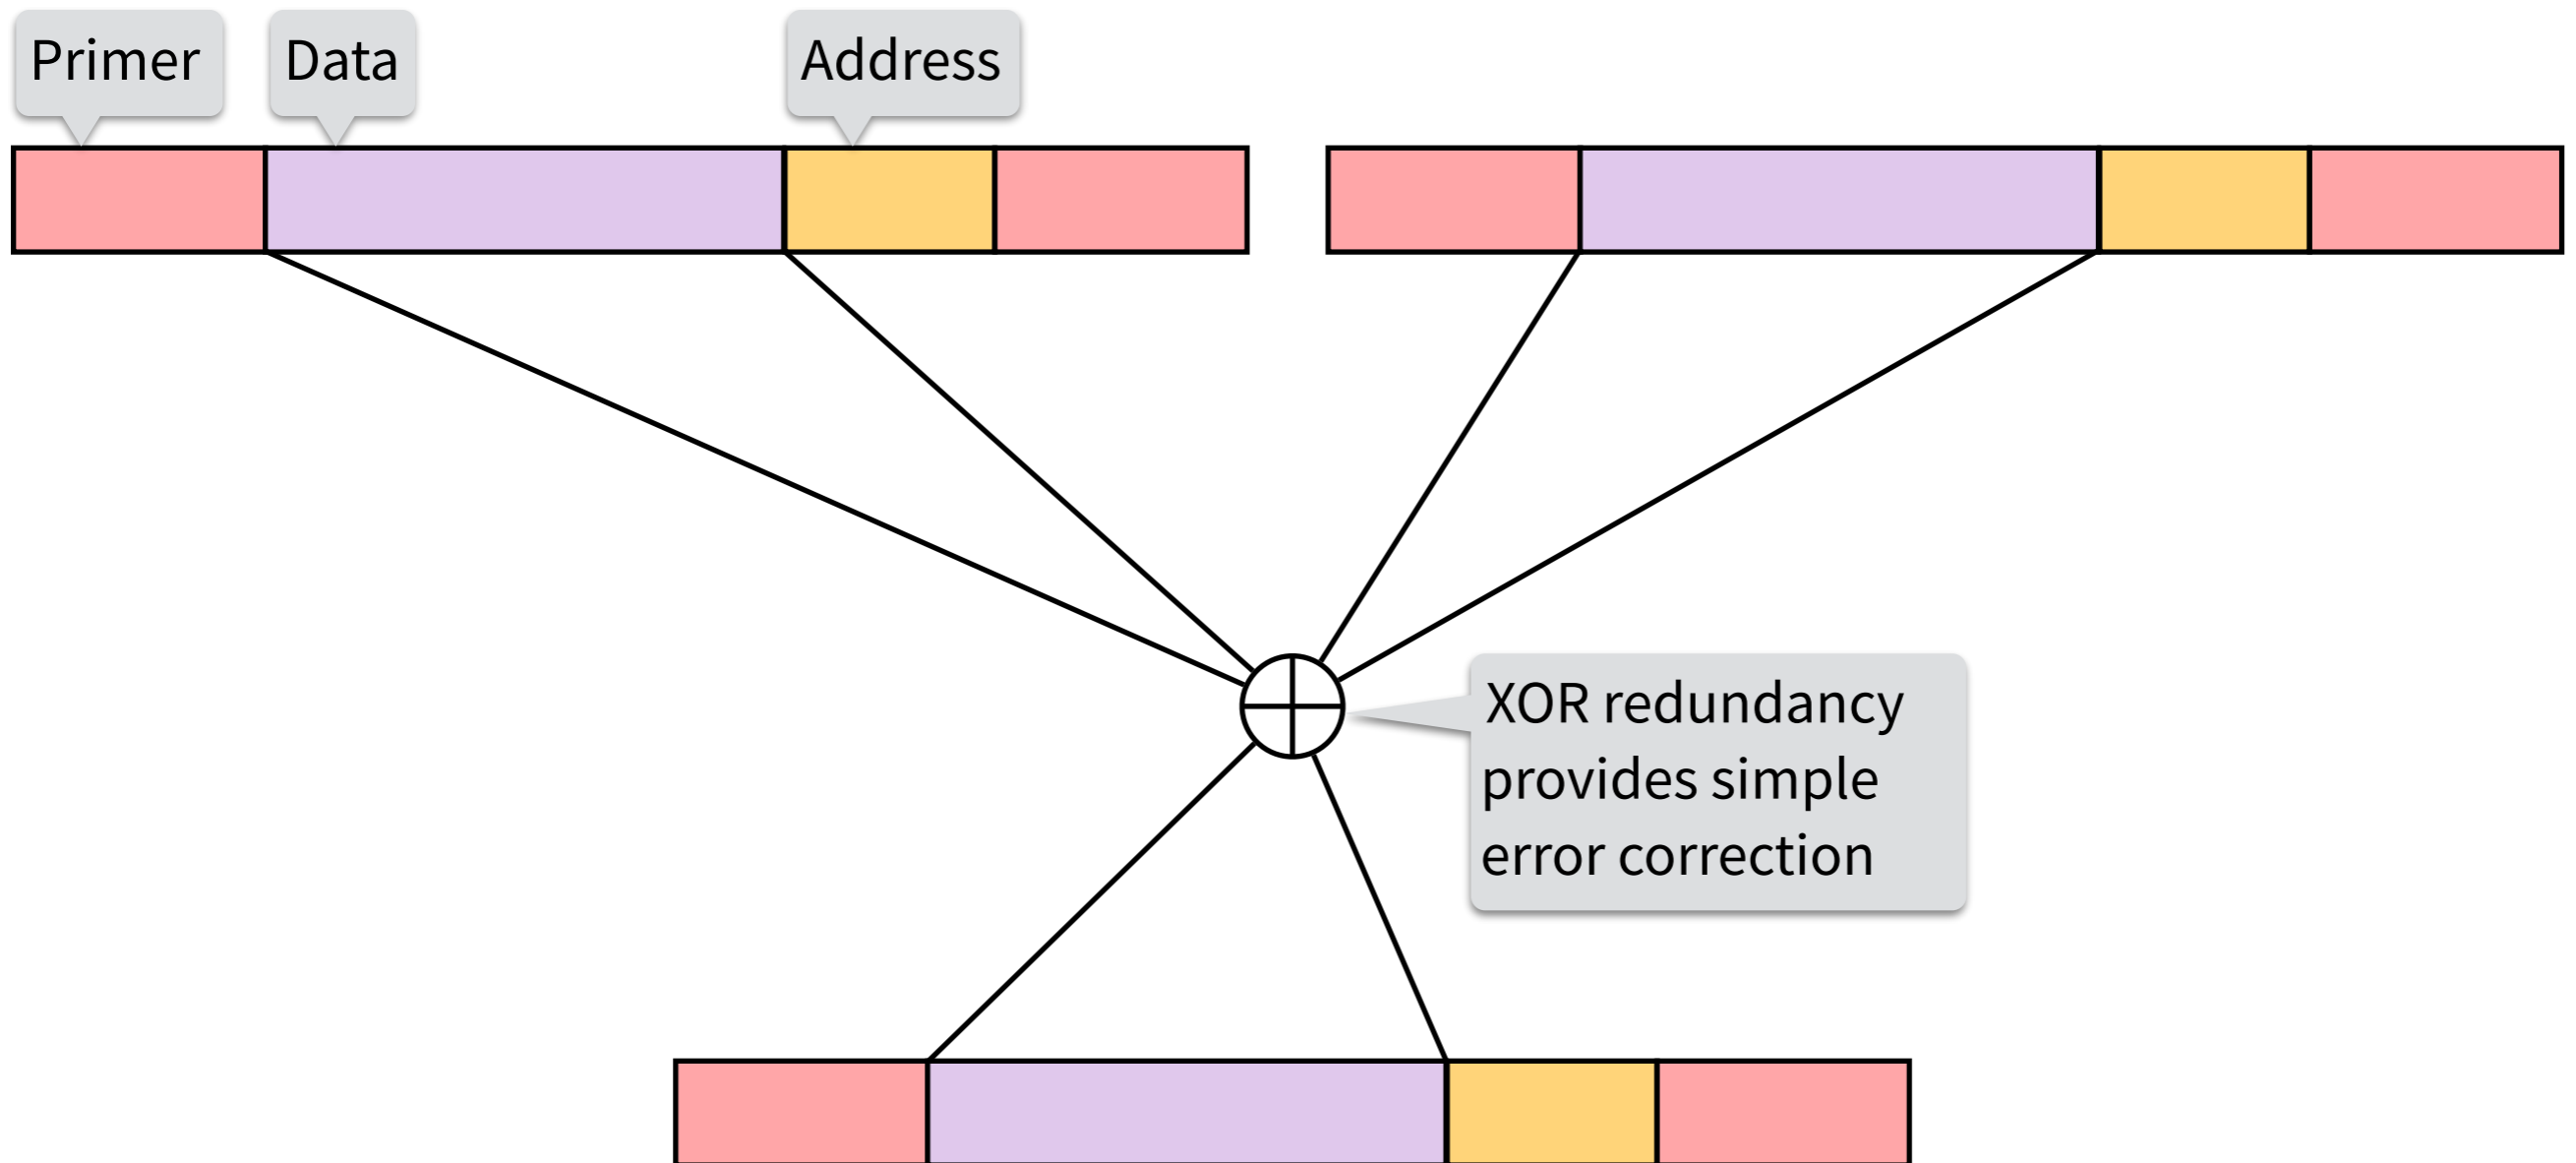 Primer
Data
Address
XOR redundancy
provides simple
error correction